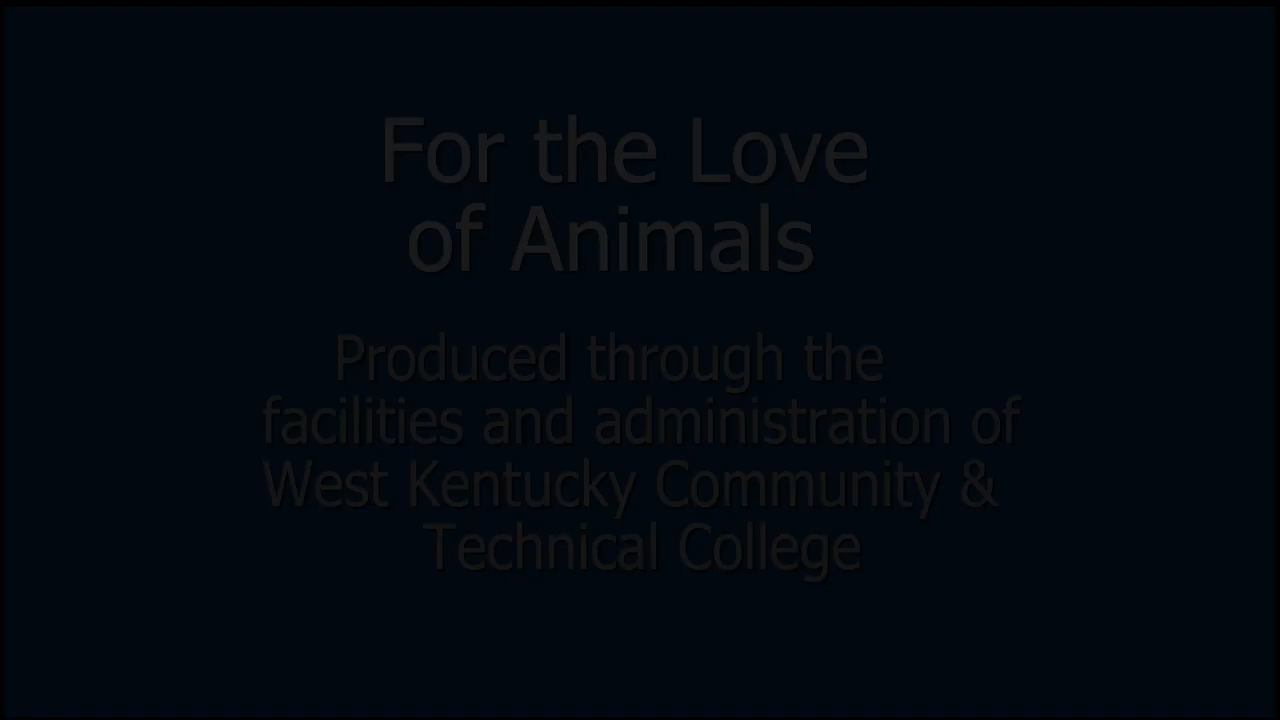 For the Love
of Animals
Produced through the
facilities and administration of
West Kentucky Community &
Technical College